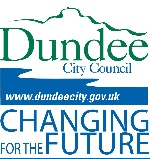 Dundee
City Council
www.dundeecity.gov.uk
CHANGING
FOR THE FUTURE